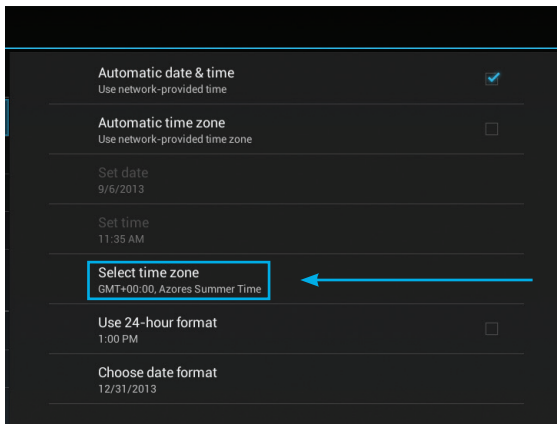 Automatic date & time
Use network-provided time
Automatic time zone
Use network-provided time zone
Set date
9/6/2013
Set time
11:35 AM
Select time zone
GMT+00:00, Azores Summer Time
Use 24-hour format
1:00 PM
Choose date format
12/31/2013